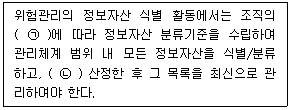 위험관리의 정보자산 식별 활동에서는 조직의
( ㉠ )에 따라 정보자산 분류기준을 수립하며
관리체계 범위 내 모든 정보자산을 식별/분류
하고, ( ㉡ ) 산정한 후 그 목록을 최신으로 관
리하여야 한다.